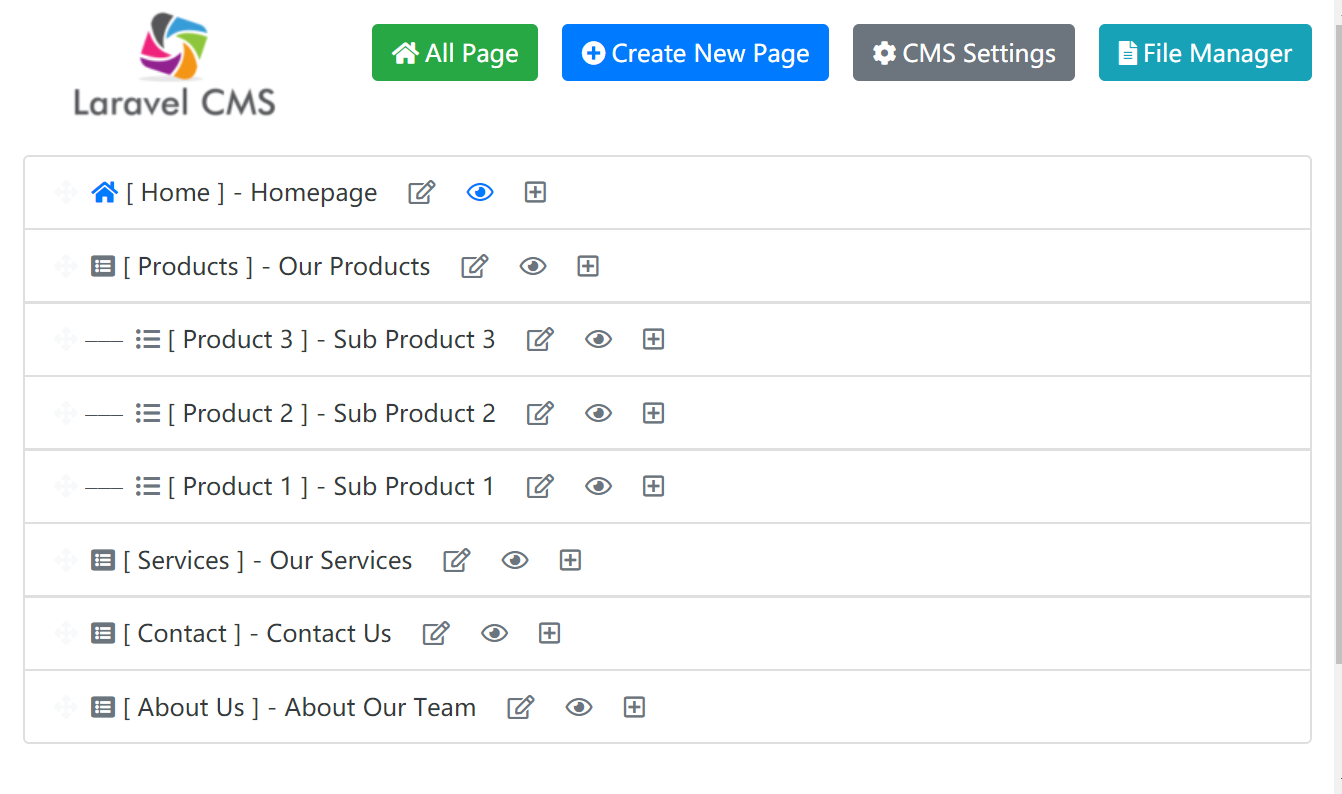 Laravel CMS
All Page Create New Page CMS Settings File Manager
[ Home ] - Homepage
[ Products ] - Our Products
[ Product 3 ] - Sub Product 3
[ Product 2 ] - Sub Product 2
[ Product 1 ] - Sub Product 1
[ Services ] - Our Services
[ Contact ] - Contact Us
[ About Us ] - About Our Team